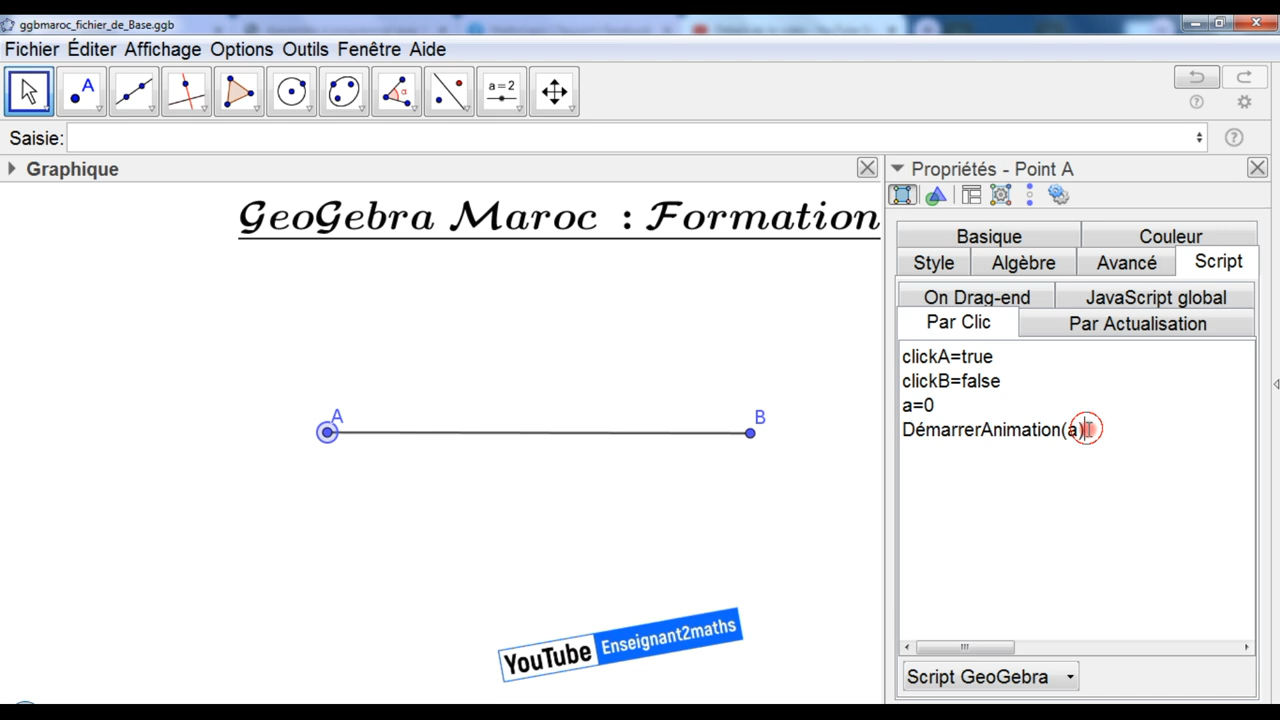 ggbmaroc_fichier_de_Base.ggb
Fichier Éditer Affichage Options Outils Fenêtre Aide
A
α
a=2
Saisie:
Graphique
Propriétés - Point A
GeoGebra Maroc : Formation
Basique Couleur
Style Algèbre Avancé Script
On Drag-end JavaScript global
Par Clic Par Actualisation
clickA=true
clickB=false
a=0
DémarrerAnimation(a)
A B
YouTube Enseignant2maths
Script GeoGebra